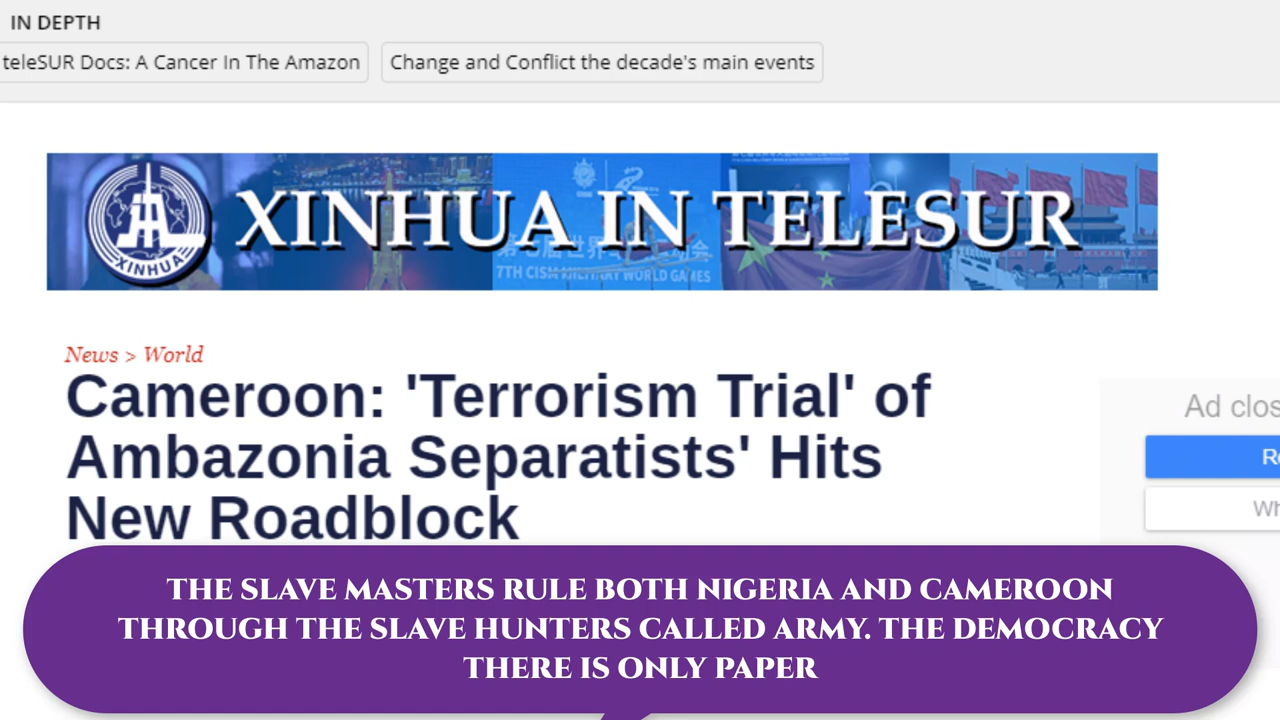 IN DEPTH
teleSUR Docs: A Cancer In The Amazon
Change and Conflict the decade's main events
XINHUA
XINHUA IN TELESUR
7TH CISM MILITARY WORLD GAMES
News > World
Cameroon: 'Terrorism Trial' of
Ambazonia Separatists' Hits
New Roadblock
Ad clos
THE SLAVE MASTERS RULE BOTH NIGERIA AND CAMEROON
THROUGH THE SLAVE HUNTERS CALLED ARMY. THE DEMOCRACY
THERE IS ONLY PAPER